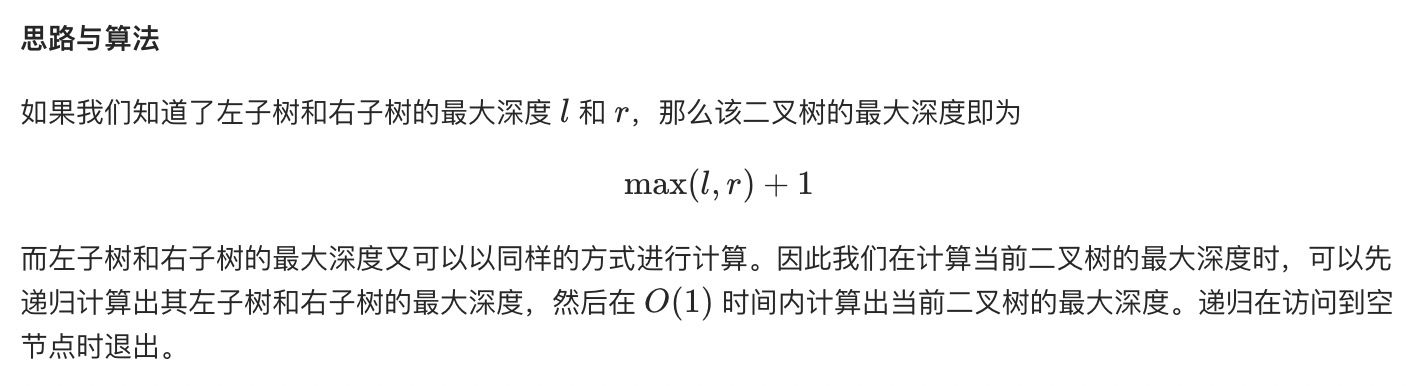 思路与算法
如果我们知道了左子树和右子树的最大深度 l 和 r，那么该二叉树的最大深度即为
max(l, r) + 1
而左子树和右子树的最大深度又可以以同样的方式进行计算。因此我们在计算当前二叉树的最大深度时，可以先
递归计算出其左子树和右子树的最大深度，然后在 O(1) 时间内计算出当前二叉树的最大深度。递归在访问到空
节点时退出。